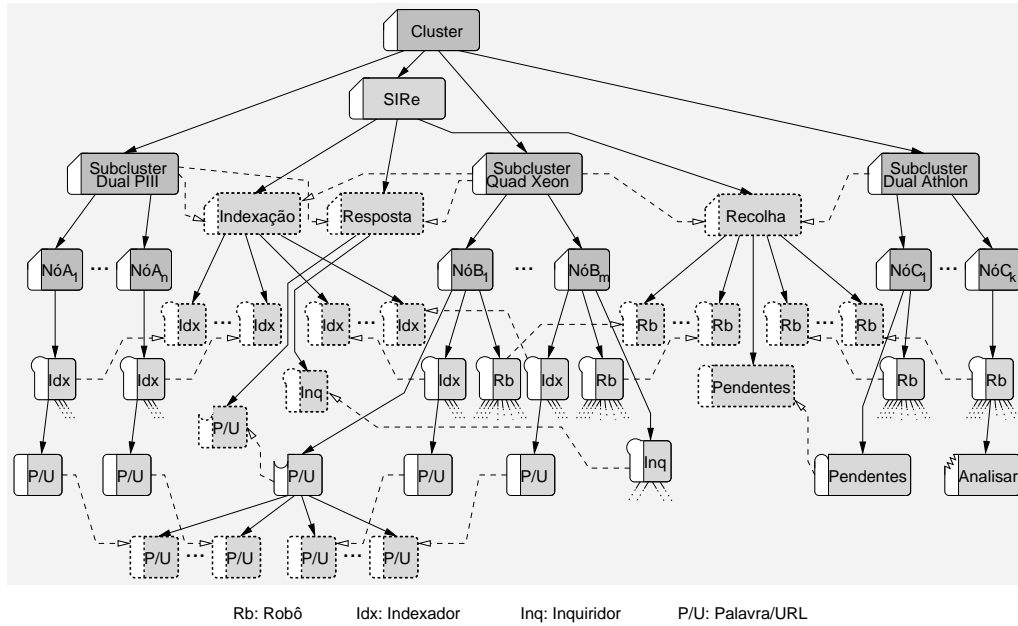 Cluster
SIRe
Subcluster
Dual PIII
Subcluster
Quad Xeon
Subcluster
Dual Athlon
Indexação
Resposta
Recolha
NóA1
...
NóAn
NóB1
...
NóBm
NóC1
...
NóCk
Idx ... Idx
Idx ... Idx
Rb ... Rb
Rb ... Rb
Idx
Idx
Inq
Idx
Rb
Idx
Rb
Pendentes
Rb
Rb
P/U
P/U
P/U
P/U
P/U
P/U
Inq
Pendentes
Analisar
P/U ... P/U ... P/U ... P/U
Rb: Robô Idx: Indexador Inq: Inquiridor P/U: Palavra/URL